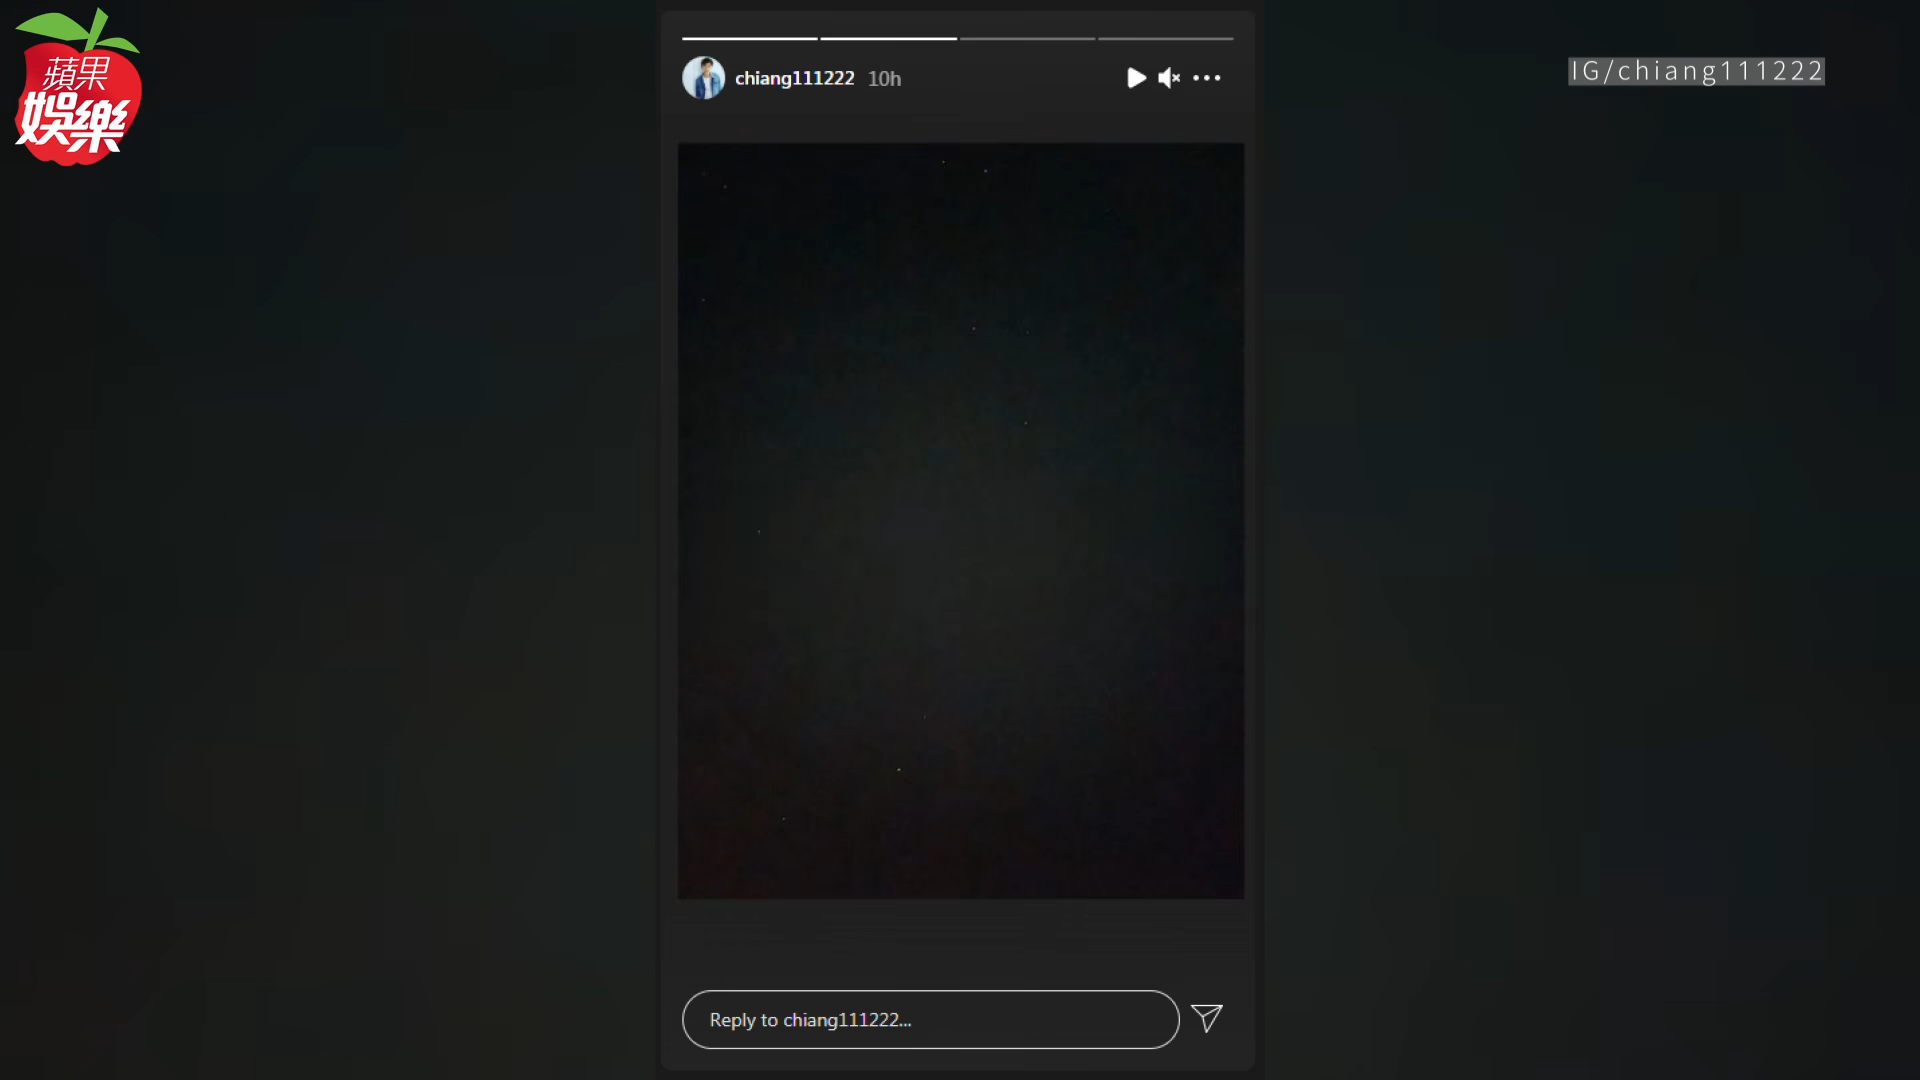 蘋果
娛樂
chiang111222 10h
IG/chiang111222
Reply to chiang111222...